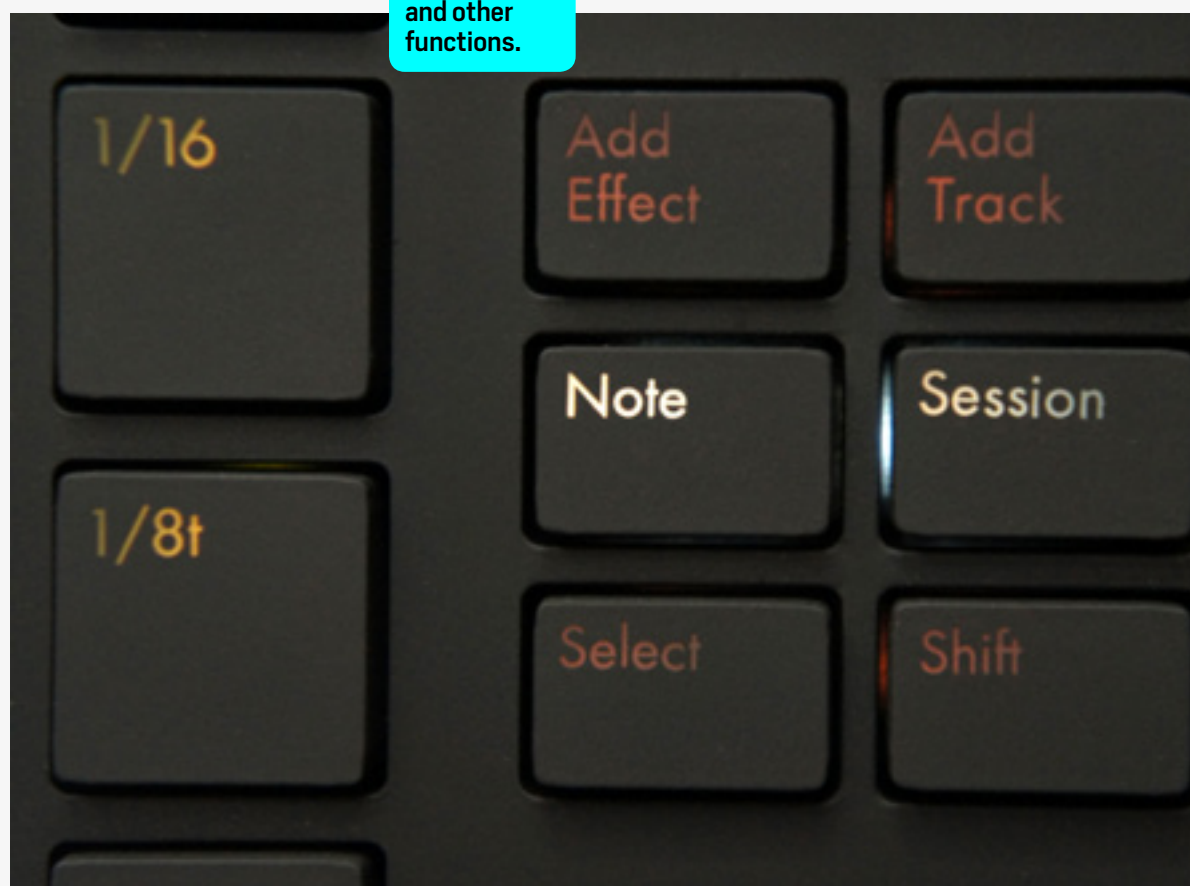 and other
functions.
1/16
Add
Effect
Add
Track
Note
Session
1/8t
Select
Shift